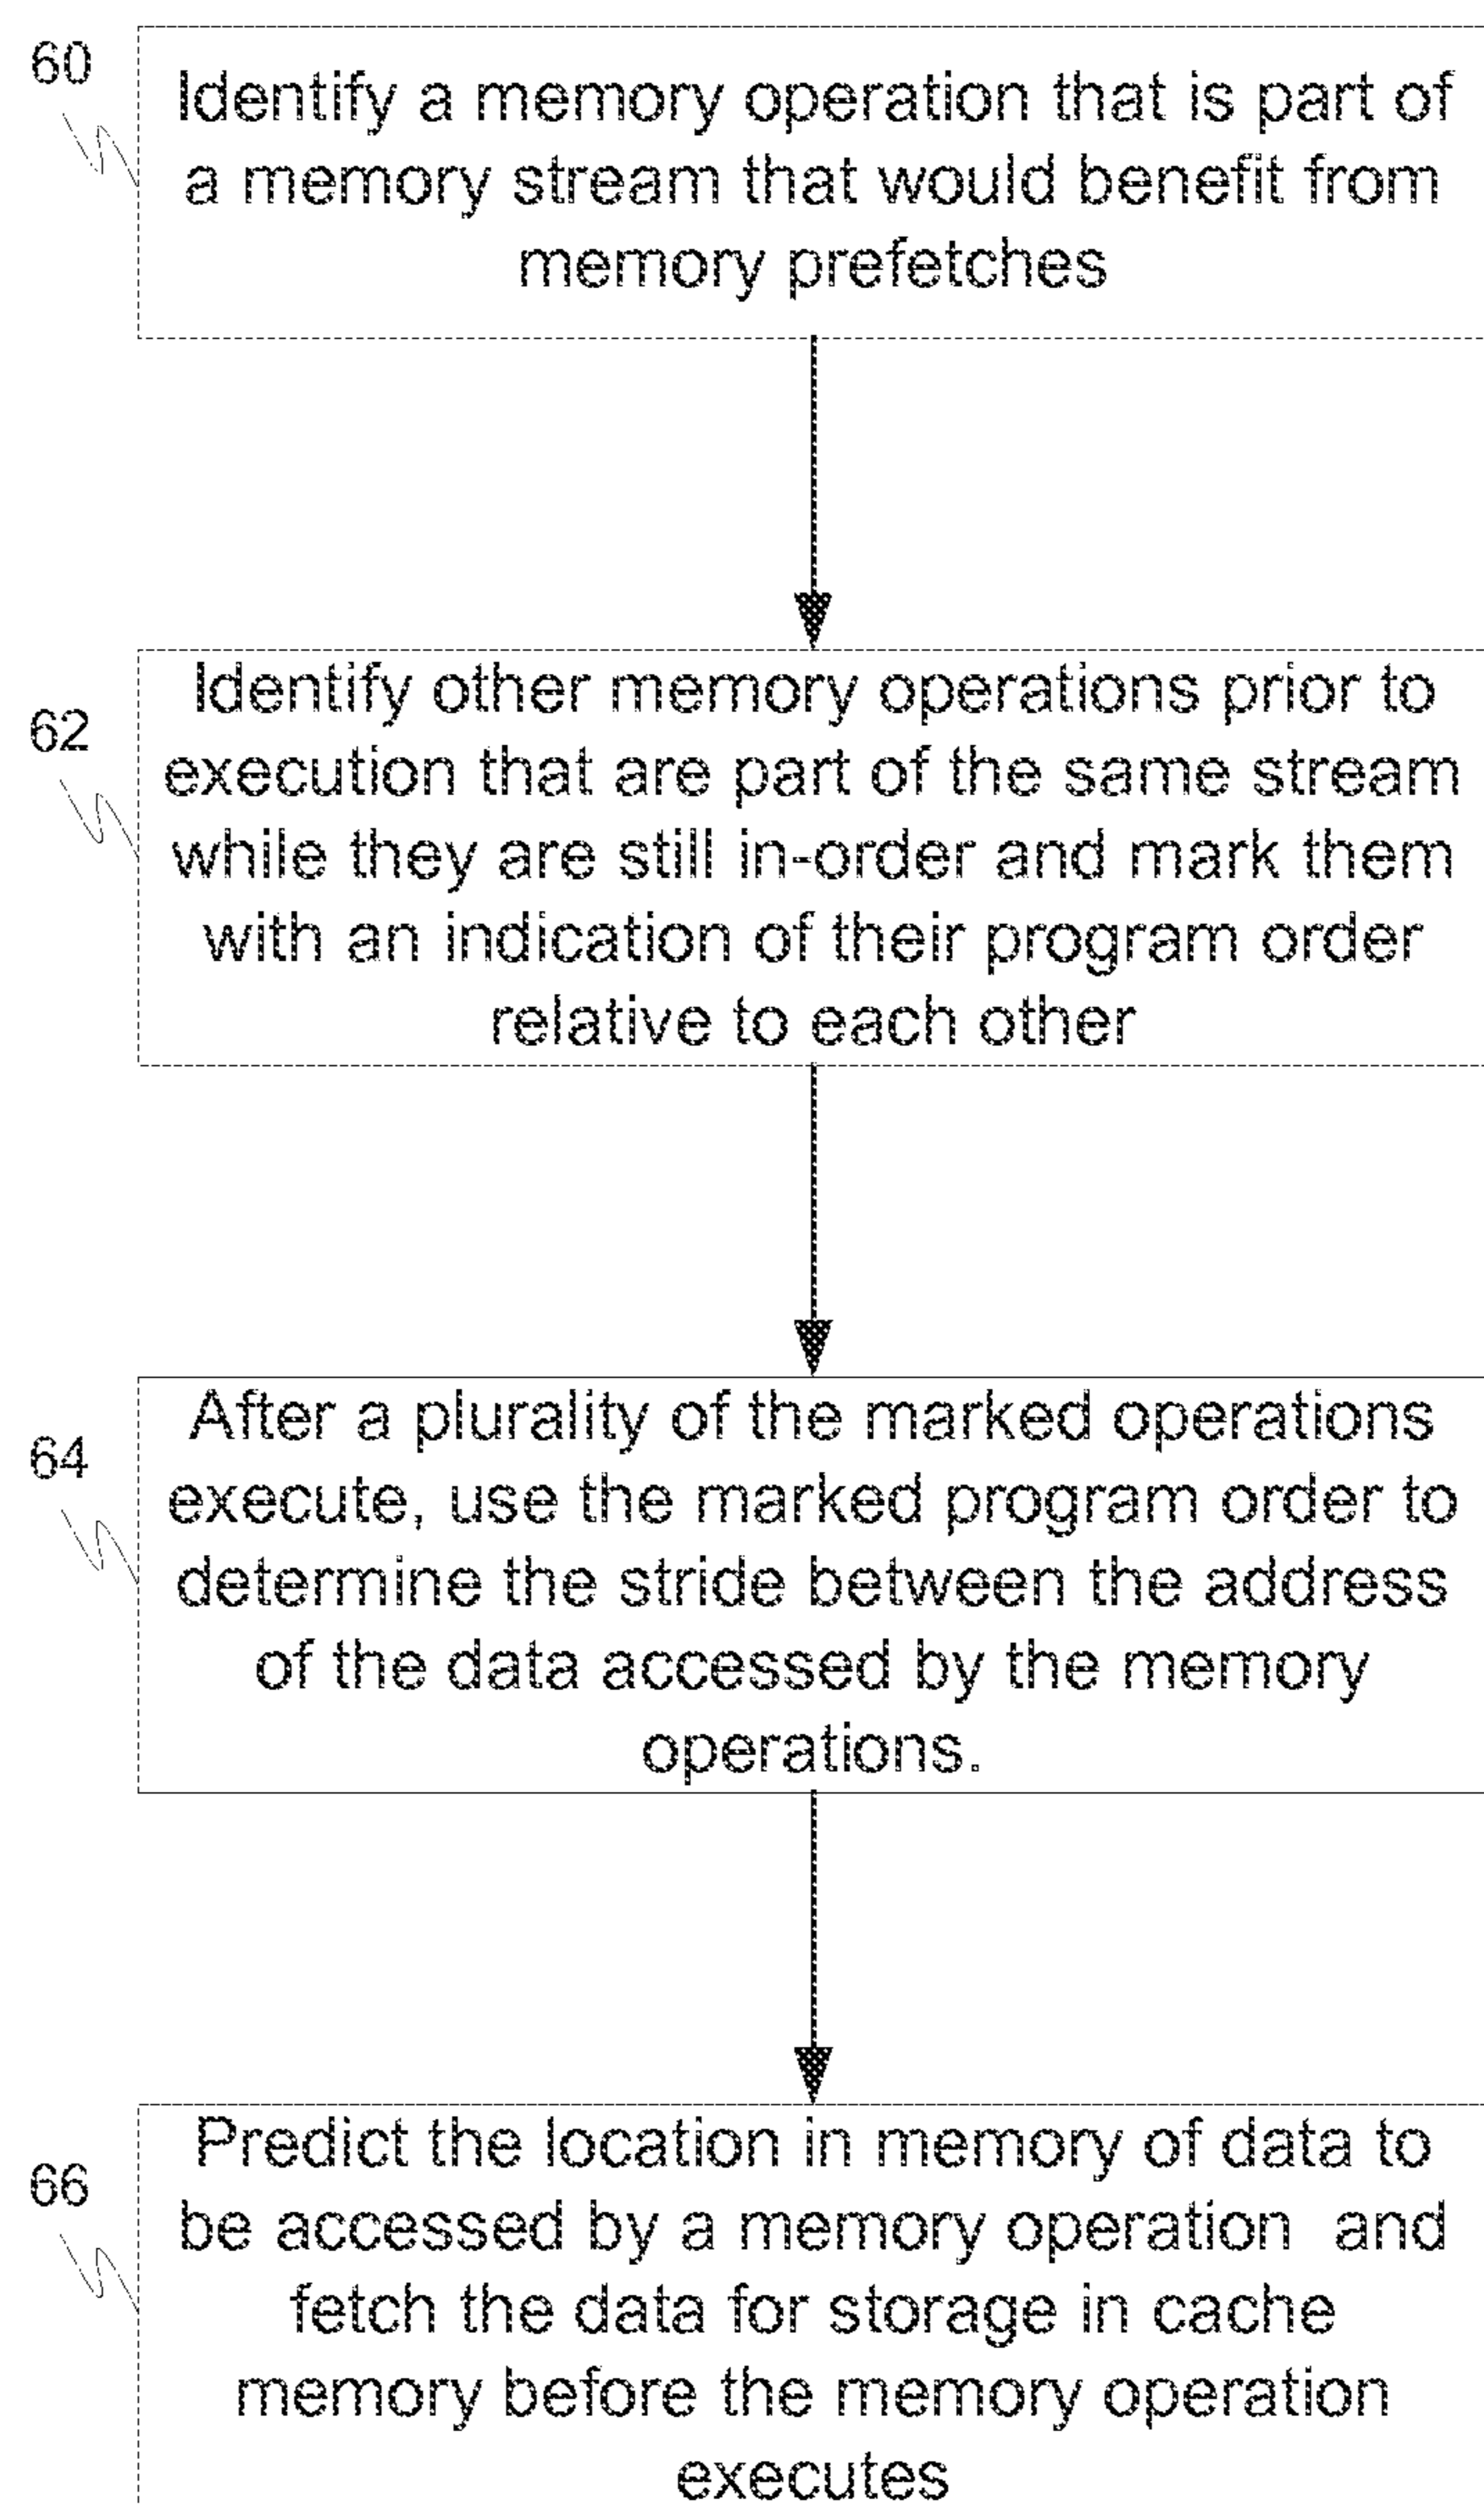 60
Identify a memory operation that is part of
a memory stream that would benefit from
memory prefetches
62
Identify other memory operations prior to
execution that are part of the same stream
while they are still in-order and mark them
with an indication of their program order
relative to each other
64
After a plurality of the marked operations
execute, use the marked program order to
determine the stride between the address
of the data accessed by the memory
operations.
66
Predict the location in memory of data to
be accessed by a memory operation and
fetch the data for storage in cache
memory before the memory operation
executes